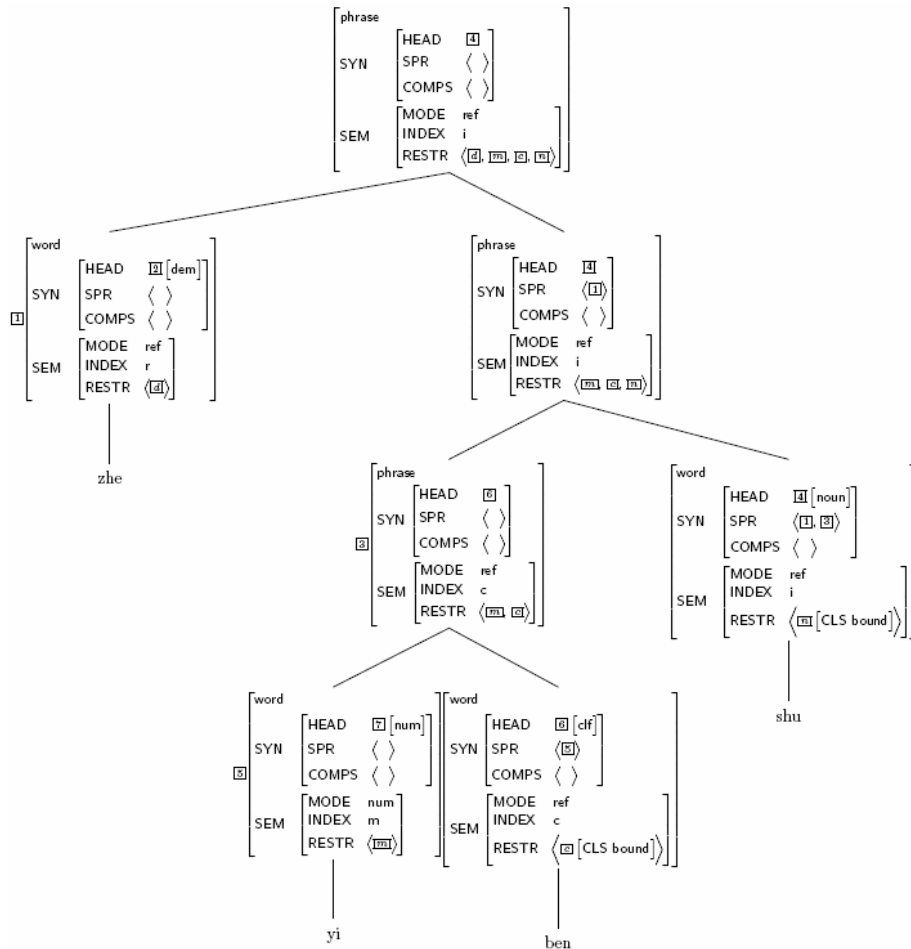 phrase
SYN
HEAD 4
SPR ⟨ ⟩
COMPS ⟨ ⟩
SEM
MODE ref
INDEX i
RESTR ⟨d, m, c, n⟩
1
word
SYN
HEAD 2 [dem]
SPR ⟨ ⟩
COMPS ⟨ ⟩
SEM
MODE ref
INDEX r
RESTR ⟨d⟩
zhe
phrase
SYN
HEAD 4
SPR ⟨1⟩
COMPS ⟨ ⟩
SEM
MODE ref
INDEX i
RESTR ⟨m, c, n⟩
3
phrase
SYN
HEAD 6
SPR ⟨ ⟩
COMPS ⟨ ⟩
SEM
MODE ref
INDEX c
RESTR ⟨m, c⟩
word
SYN
HEAD 4 [noun]
SPR ⟨1, 3⟩
COMPS ⟨ ⟩
SEM
MODE ref
INDEX i
RESTR ⟨n [CLS bound]⟩
shu
5
word
SYN
HEAD 7 [num]
SPR ⟨ ⟩
COMPS ⟨ ⟩
SEM
MODE num
INDEX m
RESTR ⟨m⟩
yi
word
SYN
HEAD 6 [clf]
SPR ⟨5⟩
COMPS ⟨ ⟩
SEM
MODE ref
INDEX c
RESTR ⟨c [CLS bound]⟩
ben